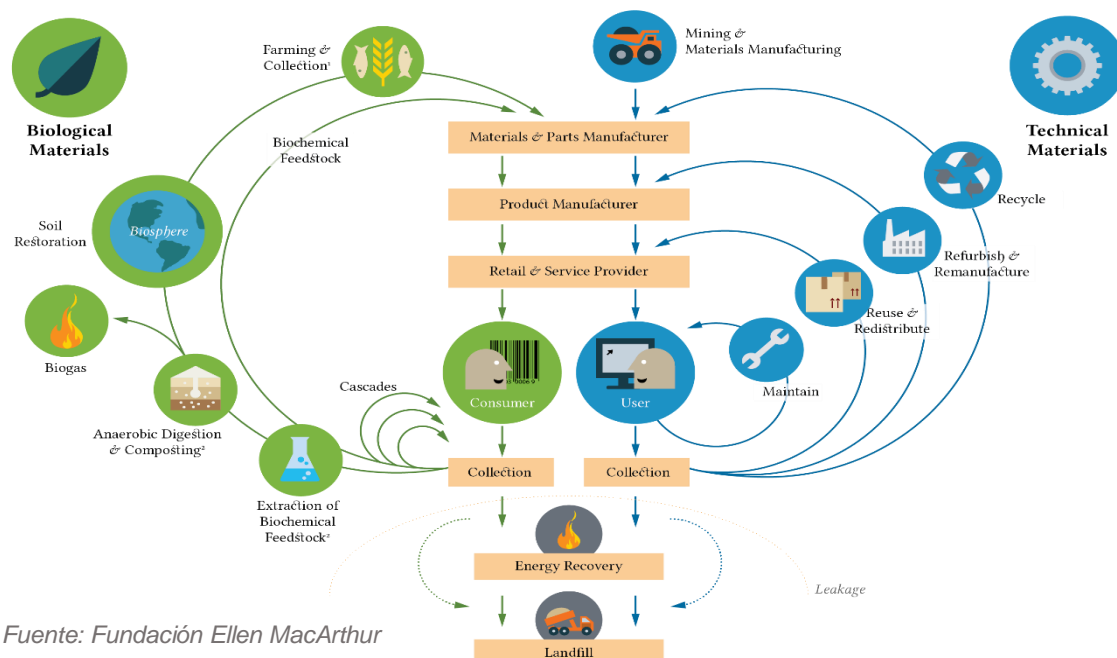 Farming &
Collection¹
Mining &
Materials Manufacturing
Biological
Materials
Technical
Materials
Biochemical
Feedstock
Materials & Parts Manufacturer
Recycle
Product Manufacturer
Soil
Restoration
Biosphere
Refurbish &
Remanufacture
Retail & Service Provider
Reuse &
Redistribute
Biogas
Cascades
Maintain
Consumer
User
Anaerobic Digestion
& Composting²
Collection
Collection
Extraction of
Biochemical
Feedstock²
Energy Recovery
Leakage
Fuente: Fundación Ellen MacArthur
Landfill